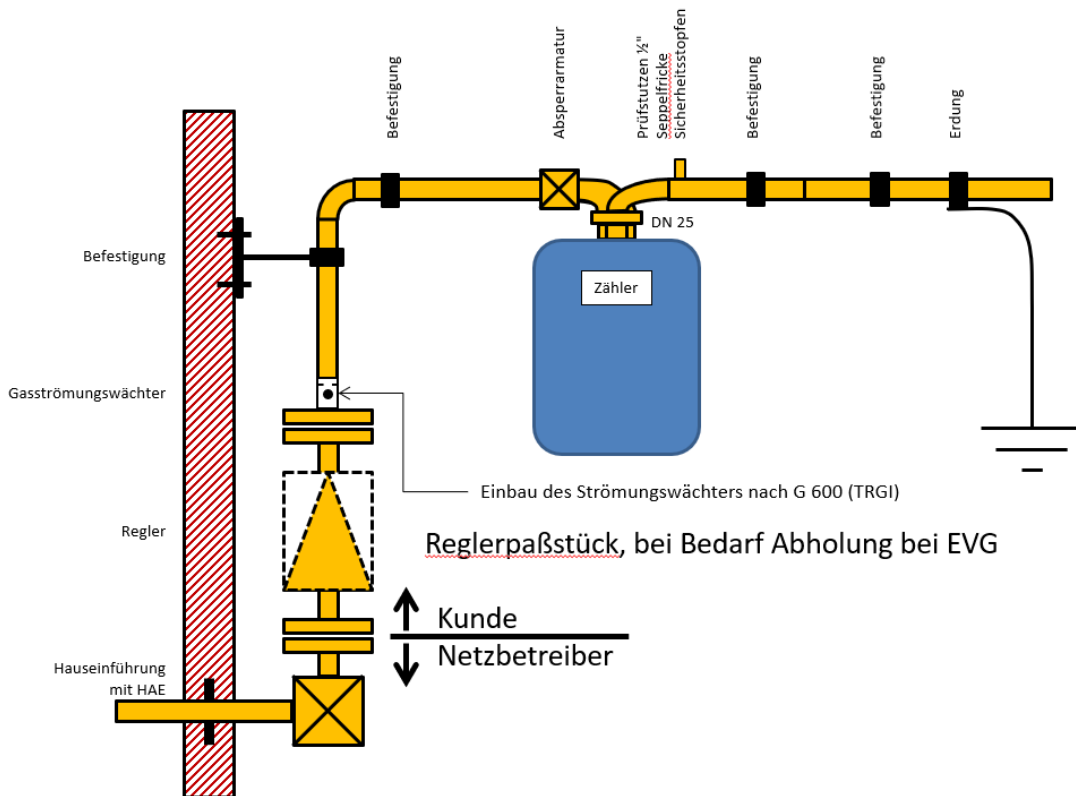 Befestigung
Absperrarmatur
Prüfstutzen ½"
Seppelfricke
Sicherheitsstopfen
Befestigung
Befestigung
Erdung
DN 25
Befestigung
Zähler
Gasströmungswächter
Einbau des Strömungswächters nach G 600 (TRGI)
Regler
Reglerpaßstück, bei Bedarf Abholung bei EVG
Kunde
Netzbetreiber
Hauseinführung
mit HAE